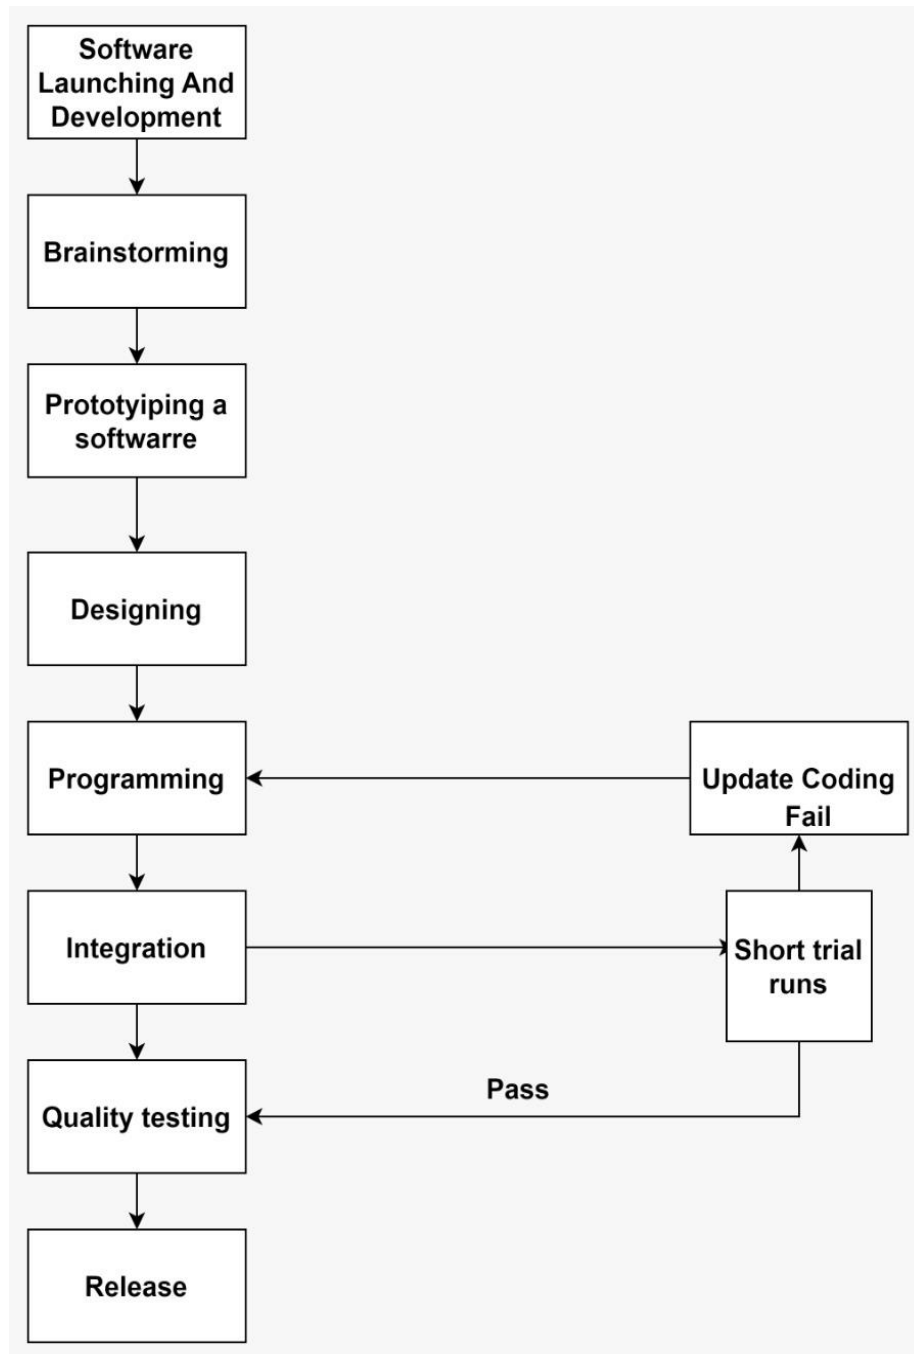 Software
Launching And
Development
Brainstorming
Prototyiping a
softwarre
Designing
Programming
Update Coding
Fail
Integration
Short trial
runs
Pass
Quality testing
Release